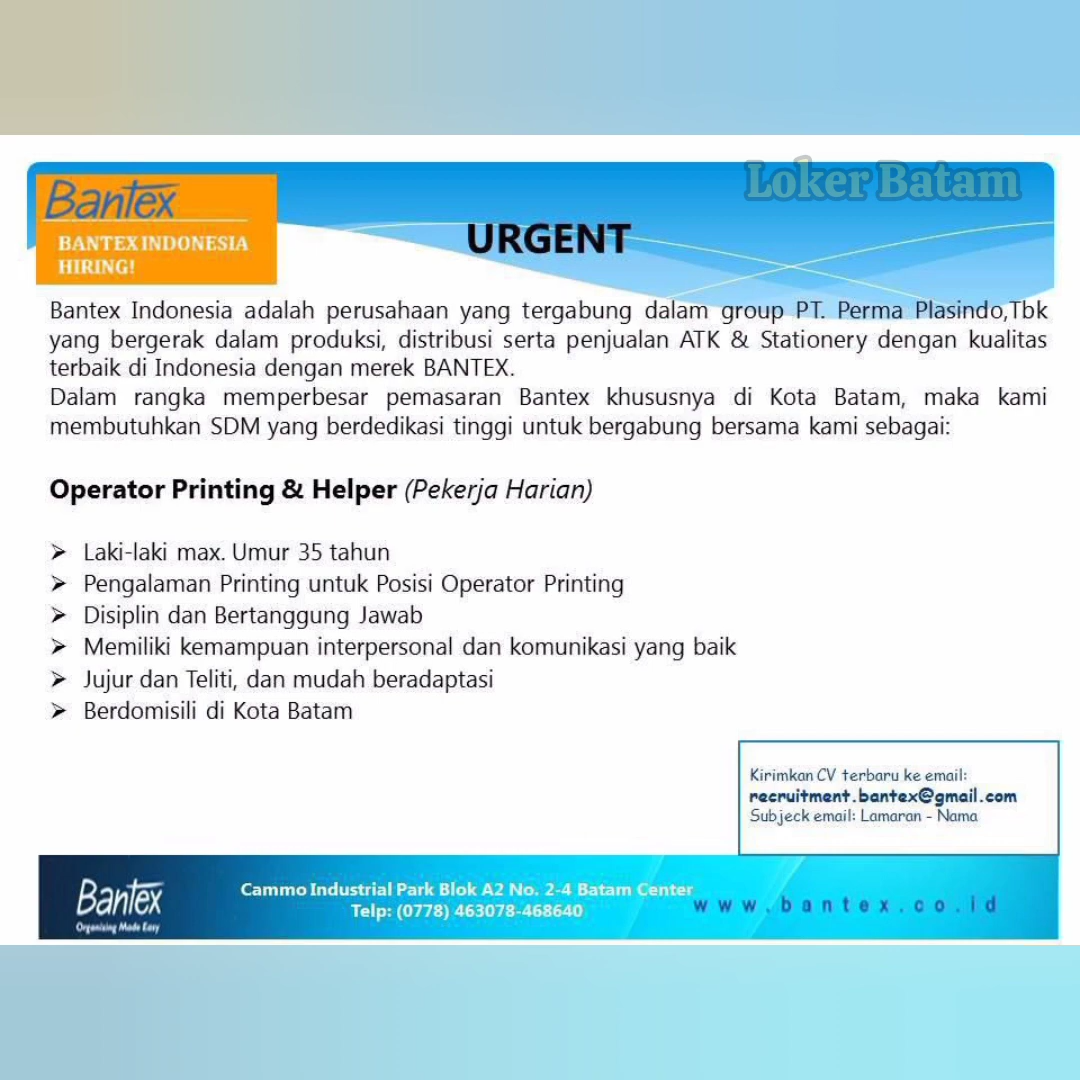 Loker Batam
Bantex
BANTEX INDONESIA
HIRING!
URGENT
Bantex Indonesia adalah perusahaan yang tergabung dalam group PT. Perma Plasindo,Tbk
yang bergerak dalam produksi, distribusi serta penjualan ATK & Stationery dengan kualitas
terbaik di Indonesia dengan merek BANTEX.
Dalam rangka memperbesar pemasaran Bantex khususnya di Kota Batam, maka kami
membutuhkan SDM yang berdedikasi tinggi untuk bergabung bersama kami sebagai:
Operator Printing & Helper (Pekerja Harian)
➢ Laki-laki max. Umur 35 tahun
➢ Pengalaman Printing untuk Posisi Operator Printing
➢ Disiplin dan Bertanggung Jawab
➢ Memiliki kemampuan interpersonal dan komunikasi yang baik
➢ Jujur dan Teliti, dan mudah beradaptasi
➢ Berdomisili di Kota Batam
Kirimkan CV terbaru ke email:
recruitment.bantex@gmail.com
Subjeck email: Lamaran - Nama
Bantex
Organizing Made Easy
Cammo Industrial Park Blok A2 No. 2-4 Batam Center
Telp: (0778) 463078-468640
www.bantex.co.id